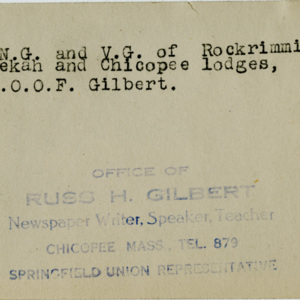 N.G. and V.G. of Rockrimmi
ekah and Chicopee lodges,
.O.O.F. Gilbert.
OFFICE OF
RUSS H. GILBERT
Newspaper Writer, Speaker, Teacher
CHICOPEE MASS., TEL. 879
SPRINGFIELD UNION REPRESENTATIVE